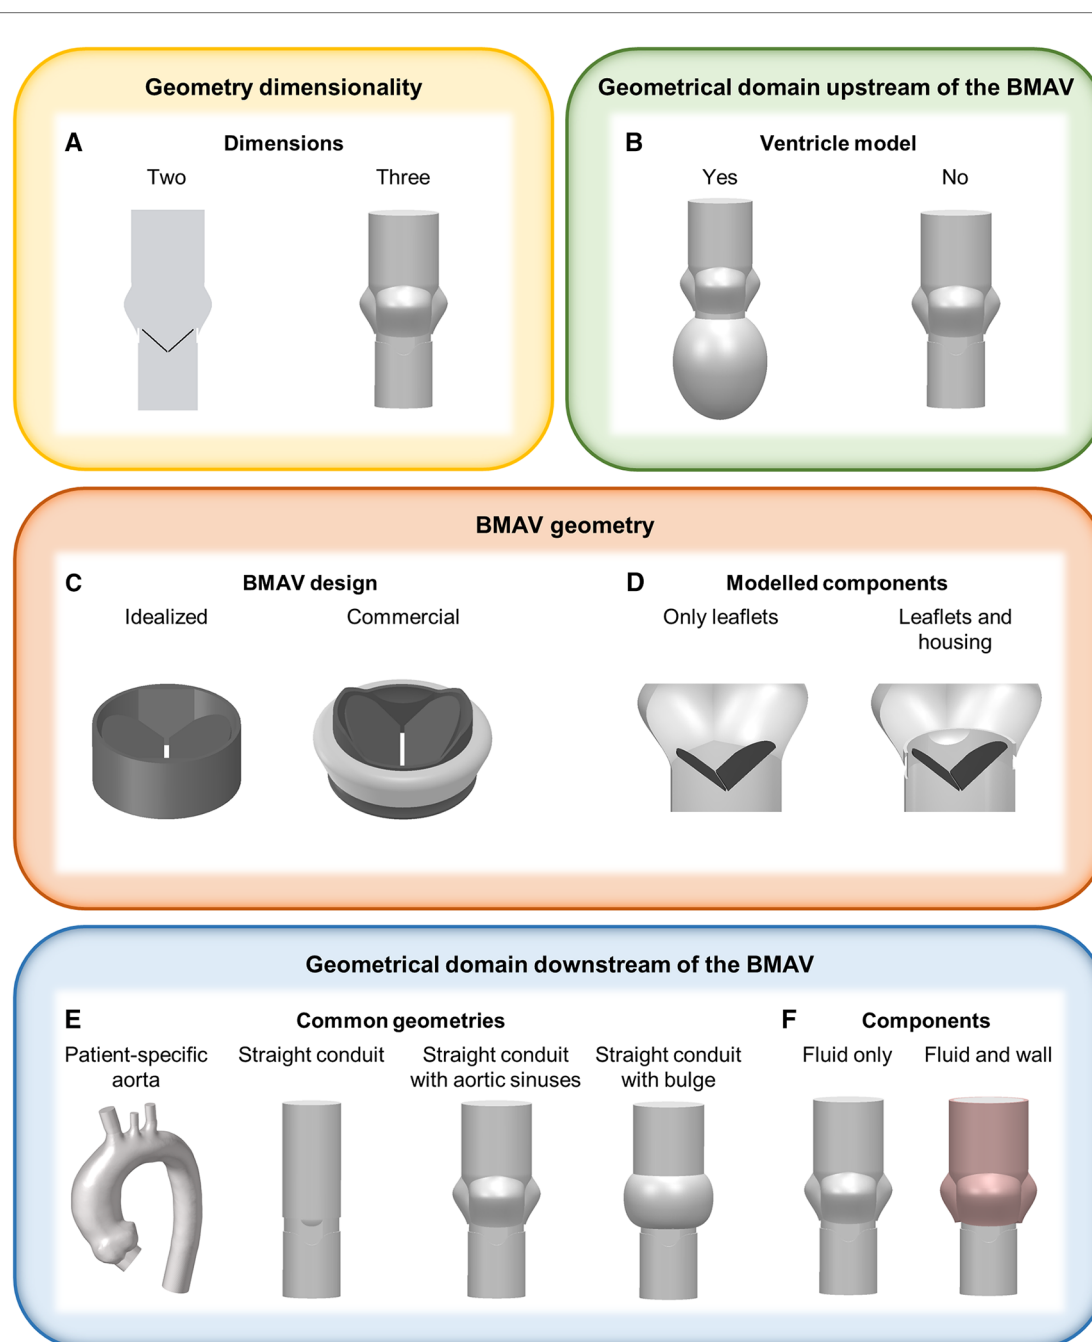 Geometry dimensionality
A
Dimensions
Two
Three
Geometrical domain upstream of the BMAV
B
Ventricle model
Yes
No
BMAV geometry
C
BMAV design
Idealized
Commercial
D
Modelled components
Only leaflets
Leaflets and
housing
Geometrical domain downstream of the BMAV
E
Common geometries
Patient-specific
aorta
Straight conduit
Straight conduit
with aortic sinuses
Straight conduit
with bulge
F
Components
Fluid only
Fluid and wall